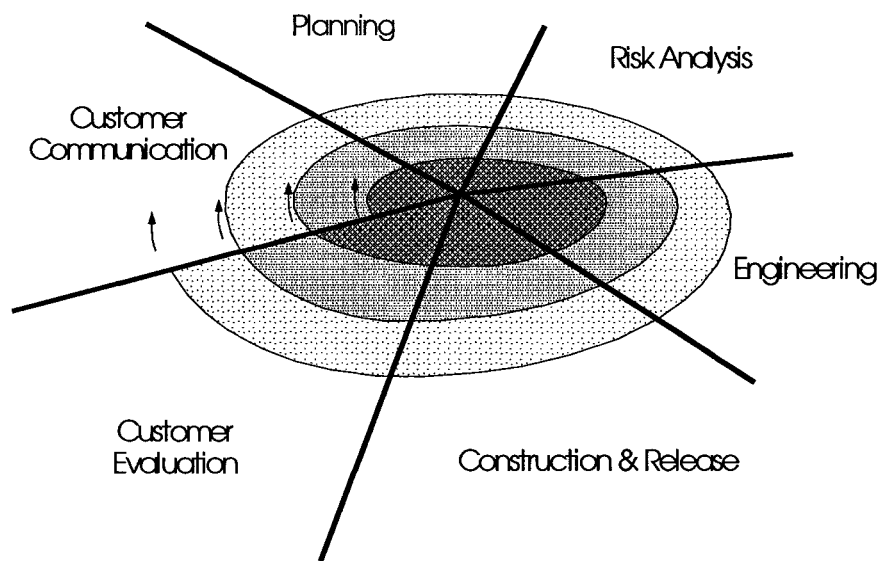 Planning
Risk Analysis
Customer
Communication
Engineering
Customer
Evaluation
Construction & Release